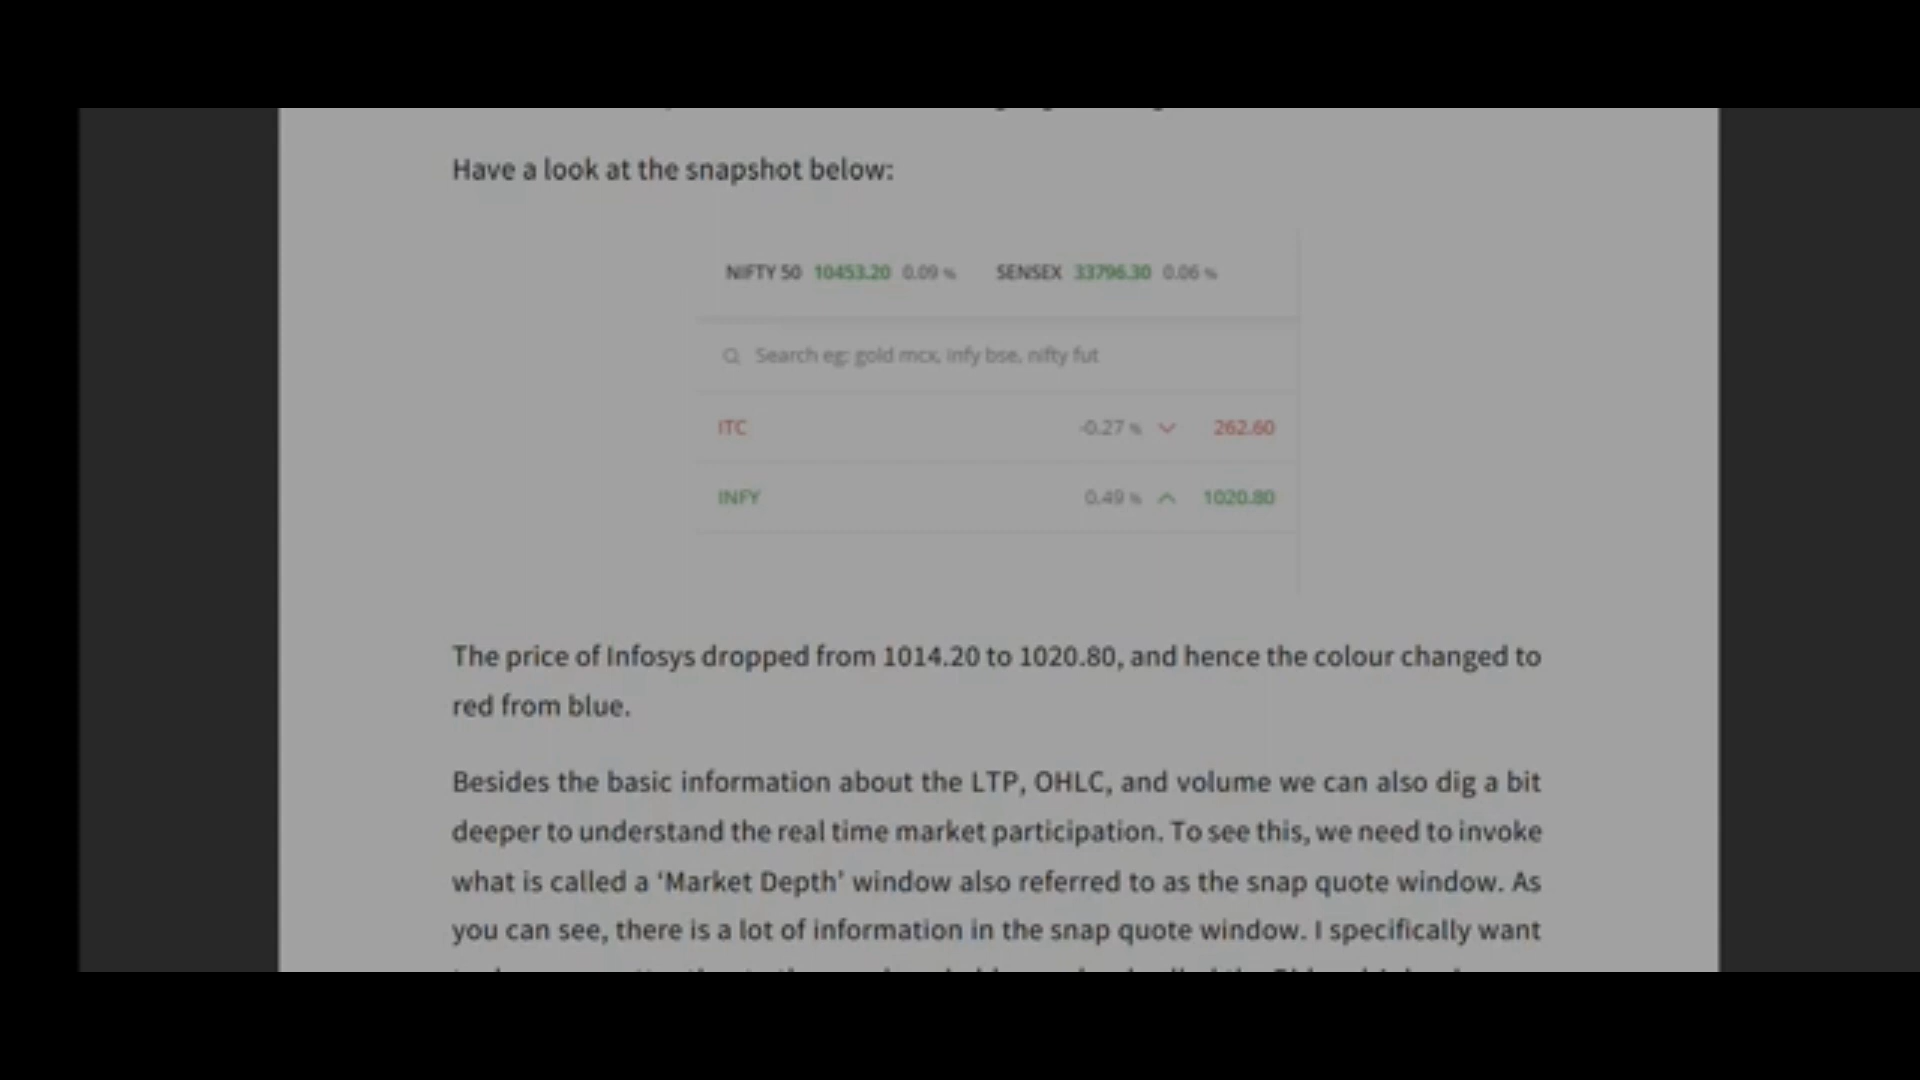 Have a look at the snapshot below:
NIFTY 50 10453.20 0.09 % SENSEX 33796.30 0.06 %
Search eg: gold mcx, infy bse, nifty fut
ITC -0.27 % 262.60
INFY 0.49 % 1020.80
The price of Infosys dropped from 1014.20 to 1020.80, and hence the colour changed to
red from blue.
Besides the basic information about the LTP, OHLC, and volume we can also dig a bit
deeper to understand the real time market participation. To see this, we need to invoke
what is called a ‘Market Depth’ window also referred to as the snap quote window. As
you can see, there is a lot of information in the snap quote window. I specifically want